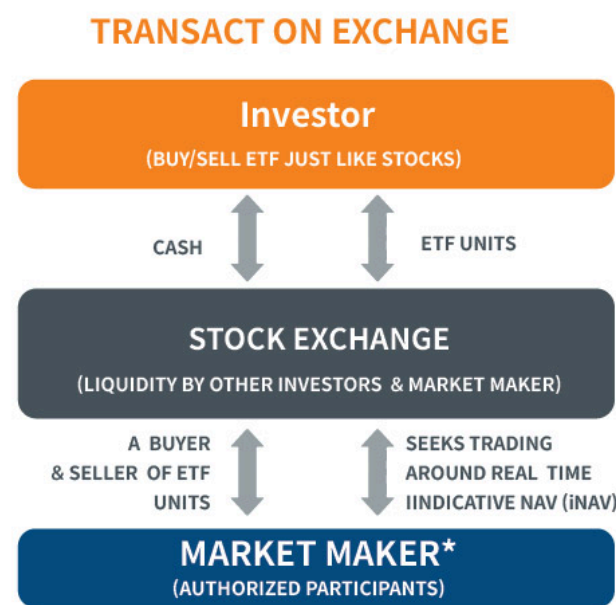 TRANSACT ON EXCHANGE
Investor
(BUY/SELL ETF JUST LIKE STOCKS)
CASH
ETF UNITS
STOCK EXCHANGE
(LIQUIDITY BY OTHER INVESTORS & MARKET MAKER)
A BUYER
& SELLER OF ETF
UNITS
SEEKS TRADING
AROUND REAL TIME
IINDICATIVE NAV (iNAV)
MARKET MAKER*
(AUTHORIZED PARTICIPANTS)